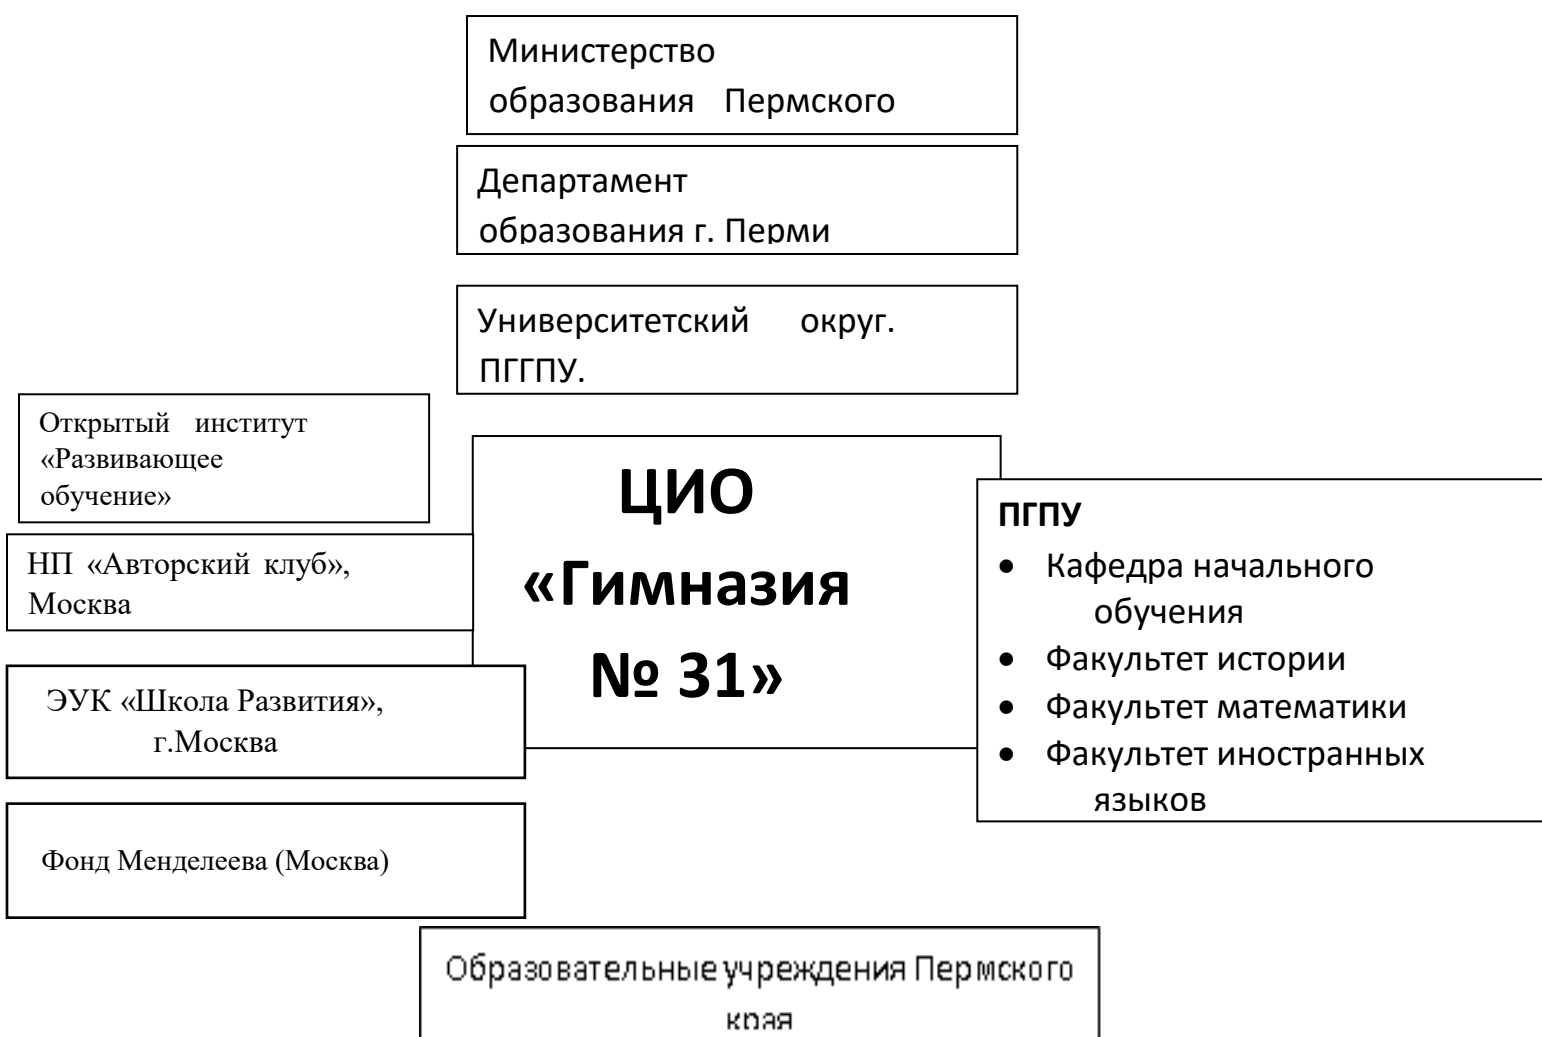 Министерство
образования Пермского
Департамент
образования г. Перми
Университетский округ.
ПГГПУ.
Открытый институт
«Развивающее
обучение»
НП «Авторский клуб»,
Москва
ЭУК «Школа Развития»,
г.Москва
Фонд Менделеева (Москва)
ЦИО
«Гимназия
№ 31»
ПГПУ
• Кафедра начального
обучения
• Факультет истории
• Факультет математики
• Факультет иностранных
языков
Образовательные учреждения Пермского
края